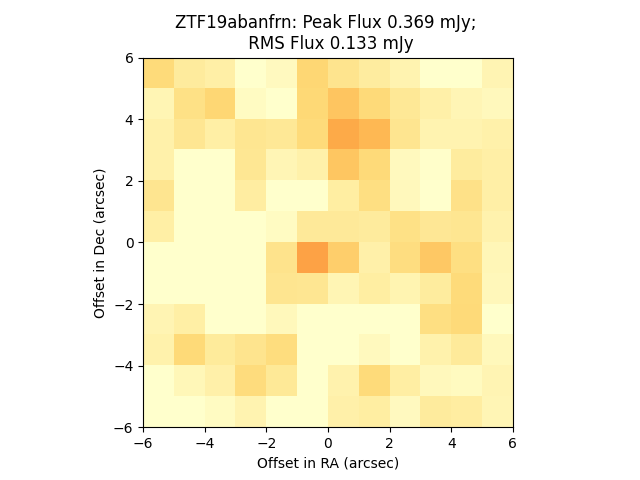 ZTF19abanfrn: Peak Flux 0.369 mJy;
RMS Flux 0.133 mJy
6
4
2
0
−2
−4
−6
Offset in Dec (arcsec)
−6 −4 −2 0 2 4 6
Offset in RA (arcsec)